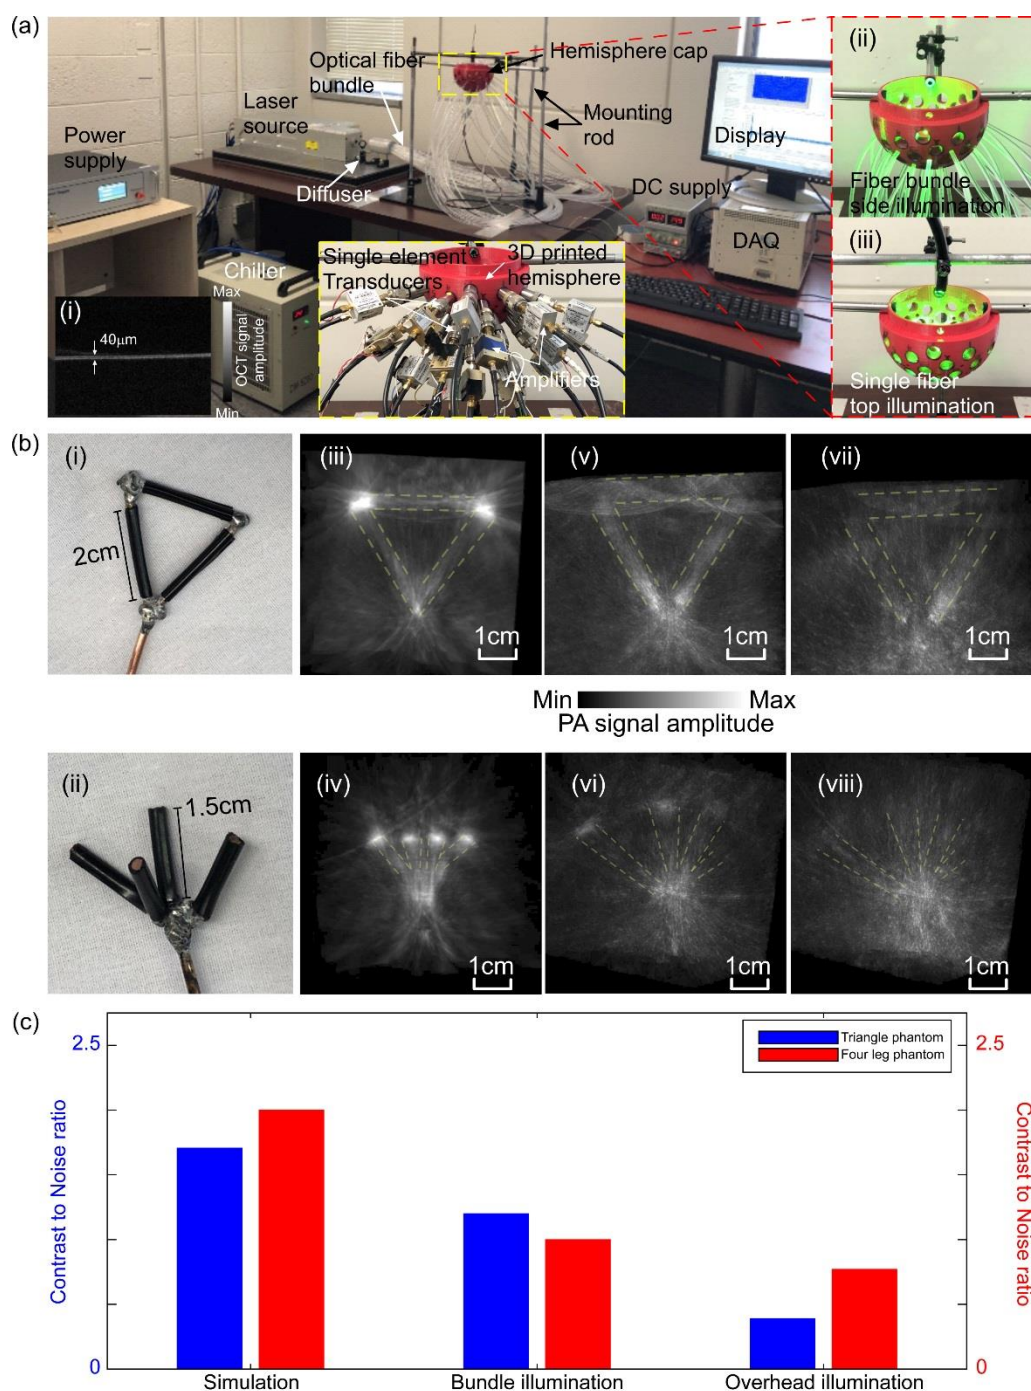 (a)
Optical fiber
bundle
Hemisphere cap
Laser
source
Mounting
rod
Power
supply
Display
Diffuser
DC supply
DAQ
Chiller
Single element
Transducers
3D printed
hemisphere
Amplifiers
(i)
40μm
Max
OCT signal
amplitude
Min
(ii)
Fiber bundle
side illumination
(iii)
Single fiber
top illumination
(b)
(i)
2cm
(iii)
1cm
(v)
1cm
(vii)
1cm
Min Max
PA signal amplitude
(ii)
1.5cm
(iv)
1cm
(vi)
1cm
(viii)
1cm
(c)
2.5
0
Contrast to Noise ratio
Triangle phantom
Four leg phantom
2.5
0
Contrast to Noise ratio
Simulation
Bundle illumination
Overhead illumination